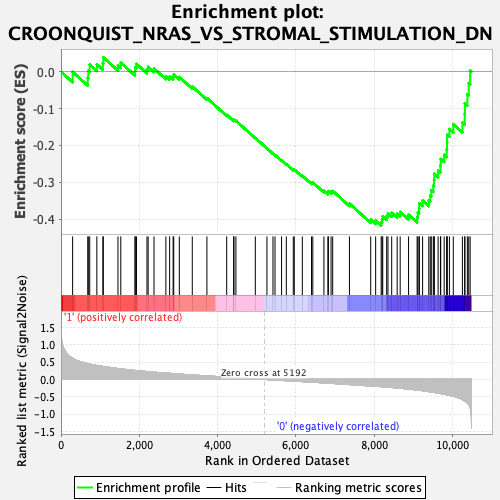 Enrichment plot:
CROONQUIST_NRAS_VS_STROMAL_STIMULATION_DN
Enrichment score (ES)
0.0
-0.1
-0.2
-0.3
-0.4
'1' (positively correlated)
Ranked list metric (Signal2Noise)
1.5
1.0
0.5
0.0
-0.5
-1.0
-1.5
Zero cross at 5192
'0' (negatively correlated)
0
2,000
4,000
6,000
8,000
10,000
Rank in Ordered Dataset
Enrichment profile
Hits
Ranking metric scores